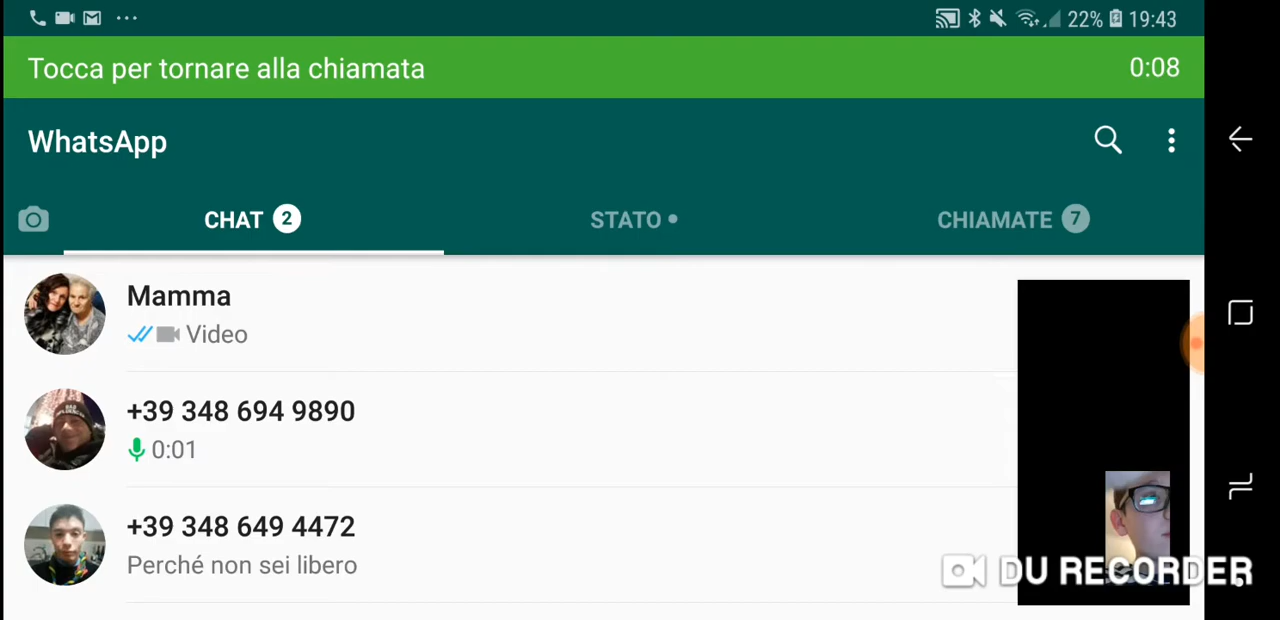 22% 19:43
Tocca per tornare alla chiamata 0:08
WhatsApp
CHAT 2 STATO CHIAMATE 7
Mamma
Video
+39 348 694 9890
0:01
+39 348 649 4472
Perché non sei libero
DU RECORDER